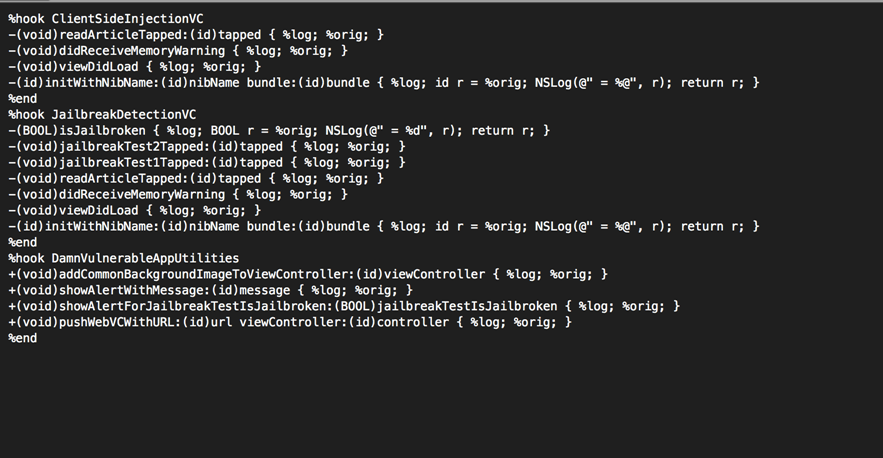 %hook ClientSideInjectionVC
-(void)readArticleTapped:(id)tapped { %log; %orig; }
-(void)didReceiveMemoryWarning { %log; %orig; }
-(void)viewDidLoad { %log; %orig; }
-(id)initWithNibName:(id)nibName bundle:(id)bundle { %log; id r = %orig; NSLog(@" = %@", r); return r; }
%end
%hook JailbreakDetectionVC
-(BOOL)isJailbroken { %log; BOOL r = %orig; NSLog(@" = %d", r); return r; }
-(void)jailbreakTest2Tapped:(id)tapped { %log; %orig; }
-(void)jailbreakTest1Tapped:(id)tapped { %log; %orig; }
-(void)readArticleTapped:(id)tapped { %log; %orig; }
-(void)didReceiveMemoryWarning { %log; %orig; }
-(void)viewDidLoad { %log; %orig; }
-(id)initWithNibName:(id)nibName bundle:(id)bundle { %log; id r = %orig; NSLog(@" = %@", r); return r; }
%end
%hook DamnVulnerableAppUtilities
+(void)addCommonBackgroundImageToViewController:(id)viewController { %log; %orig; }
+(void)showAlertWithMessage:(id)message { %log; %orig; }
+(void)showAlertForJailbreakTestIsJailbroken:(BOOL)jailbreakTestIsJailbroken { %log; %orig; }
+(void)pushWebVCWithURL:(id)url viewController:(id)controller { %log; %orig; }
%end